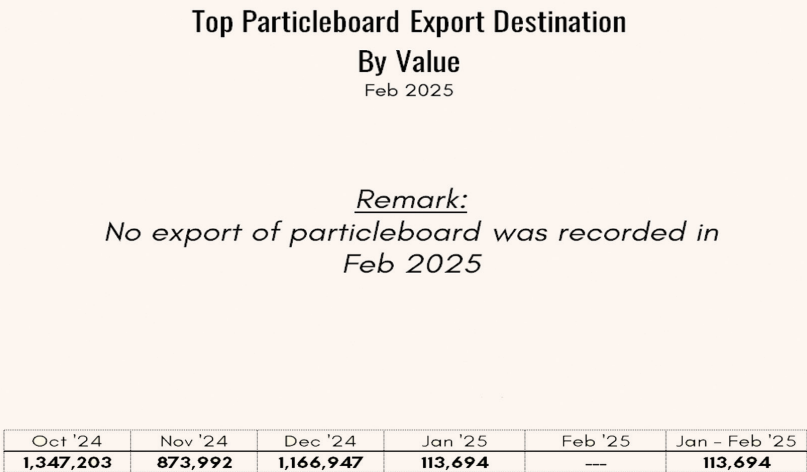 Top Particleboard Export Destination
By Value
Feb 2025
Remark:
No export of particleboard was recorded in
Feb 2025
Oct '24 Nov '24 Dec '24 Jan '25 Feb '25 Jan - Feb '25
1,347,203 873,992 1,166,947 113,694 --- 113,694